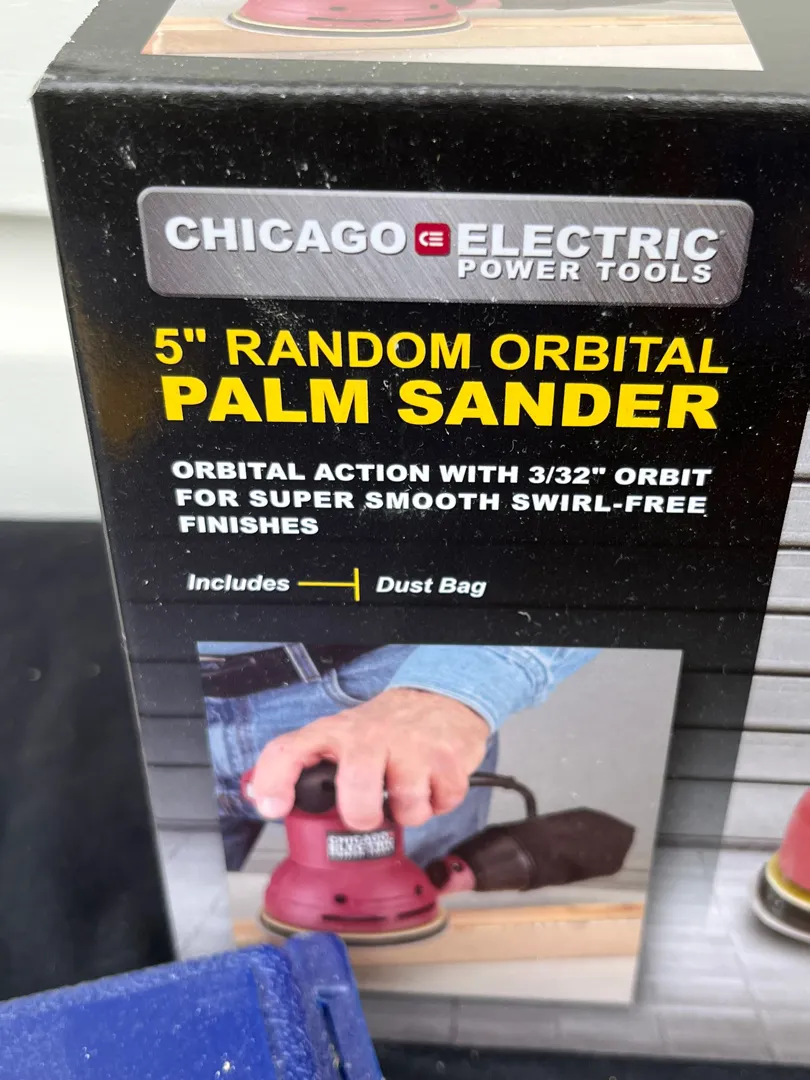 CHICAGO ELECTRIC
POWER TOOLS
5" RANDOM ORBITAL
PALM SANDER
ORBITAL ACTION WITH 3/32" ORBIT
FOR SUPER SMOOTH SWIRL-FREE
FINISHES
Includes Dust Bag
CHICAGO